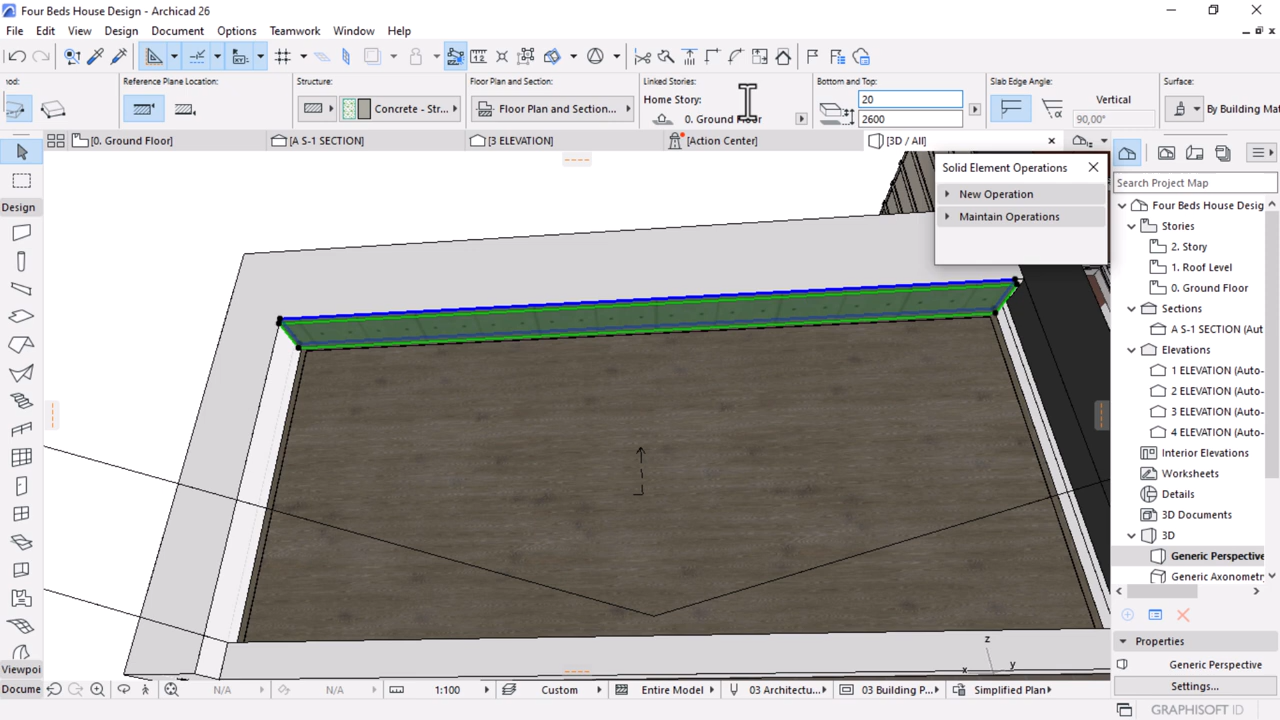 Four Beds House Design - Archicad 26
File Edit View Design Document Options Teamwork Window Help
Reference Plane Location:
Structure:
Concrete - Str...
Floor Plan and Section:
Floor Plan and Section...
Linked Stories:
Home Story:
0. Ground Floor
Bottom and Top:
20
2600
Slab Edge Angle:
Vertical
90,00°
Surface:
By Building Ma
[0. Ground Floor]
[A S-1 SECTION]
[3 ELEVATION]
[Action Center]
[3D / All]
Solid Element Operations
New Operation
Maintain Operations
Design
Viewpoi
Docume
Search Project Map
Four Beds House Desig
Stories
2. Story
1. Roof Level
0. Ground Floor
Sections
A S-1 SECTION (Aut
Elevations
1 ELEVATION (Auto-
2 ELEVATION (Auto-
3 ELEVATION (Auto-
4 ELEVATION (Auto-
Interior Elevations
Worksheets
Details
3D Documents
3D
Generic Perspective
Generic Axonometr
Properties
Generic Perspective
Settings...
z
x
y
N/A
N/A
1:100
Custom
Entire Model
03 Architectu...
03 Building P...
Simplified Plan
GRAPHISOFT ID